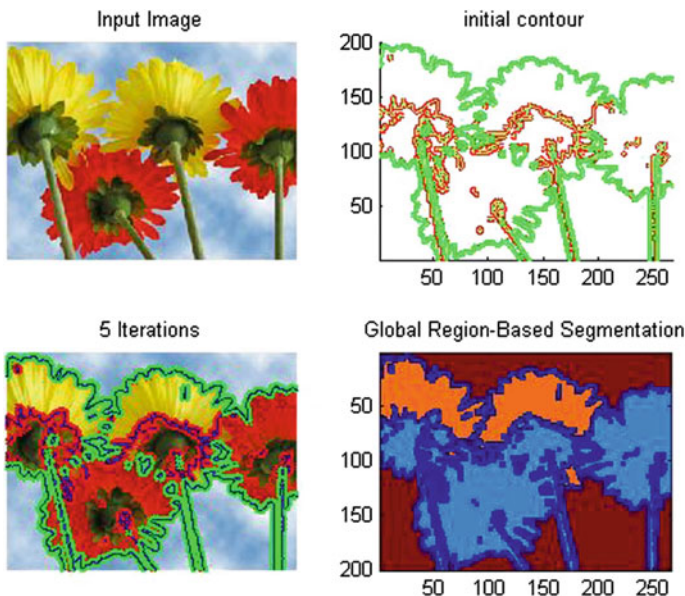 Input Image
initial contour
200
150
100
50
50 100 150 200 250
5 Iterations
Global Region-Based Segmentation
50
100
150
200
50 100 150 200 250